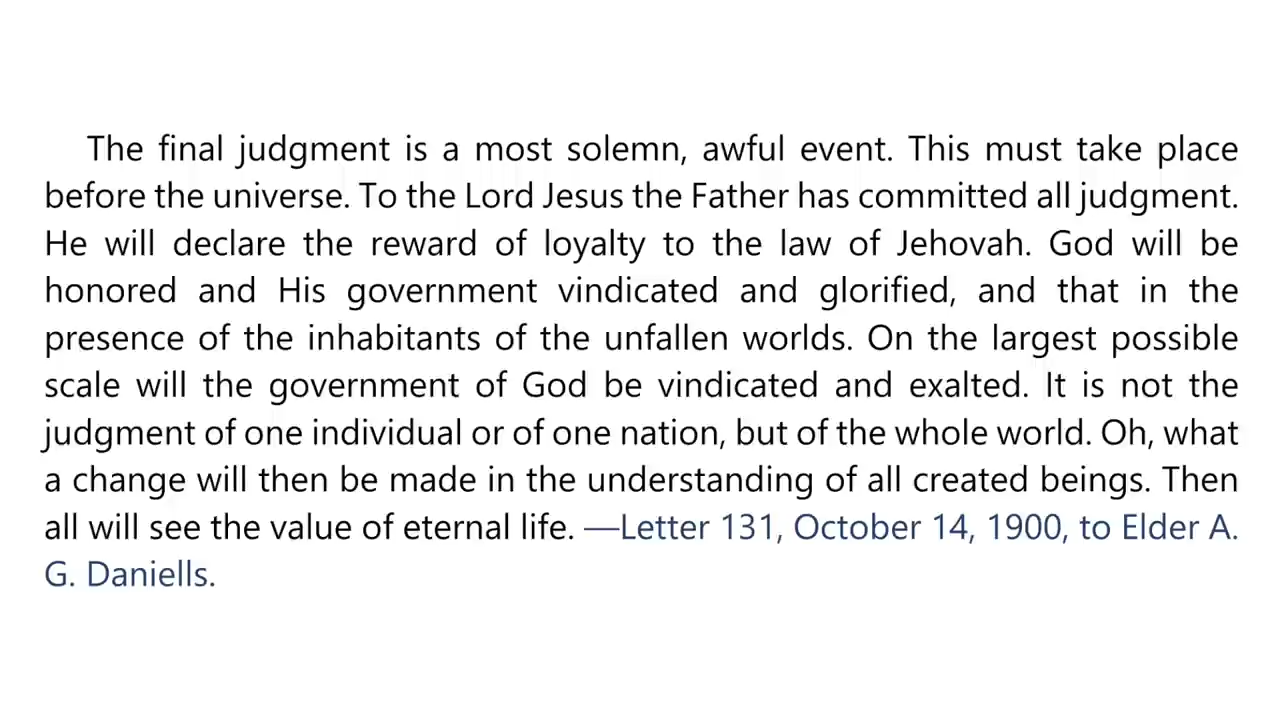 The final judgment is a most solemn, awful event. This must take place
before the universe. To the Lord Jesus the Father has committed all judgment.
He will declare the reward of loyalty to the law of Jehovah. God will be
honored and His government vindicated and glorified, and that in the
presence of the inhabitants of the unfallen worlds. On the largest possible
scale will the government of God be vindicated and exalted. It is not the
judgment of one individual or of one nation, but of the whole world. Oh, what
a change will then be made in the understanding of all created beings. Then
all will see the value of eternal life. —Letter 131, October 14, 1900, to Elder A.
G. Daniells.